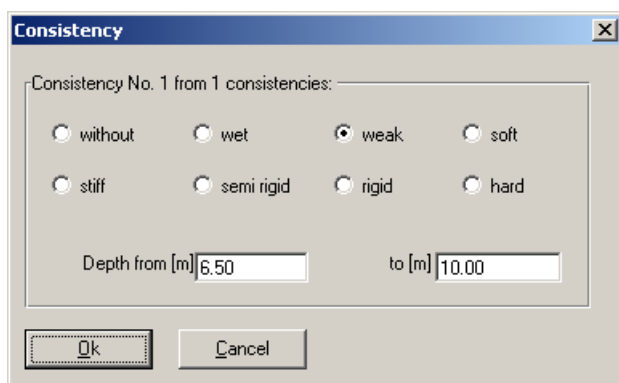 Consistency
Consistency No. 1 from 1 consistencies:
without wet weak soft
stiff semi rigid rigid hard
Depth from [m] 6.50 to [m] 10.00
Ok Cancel